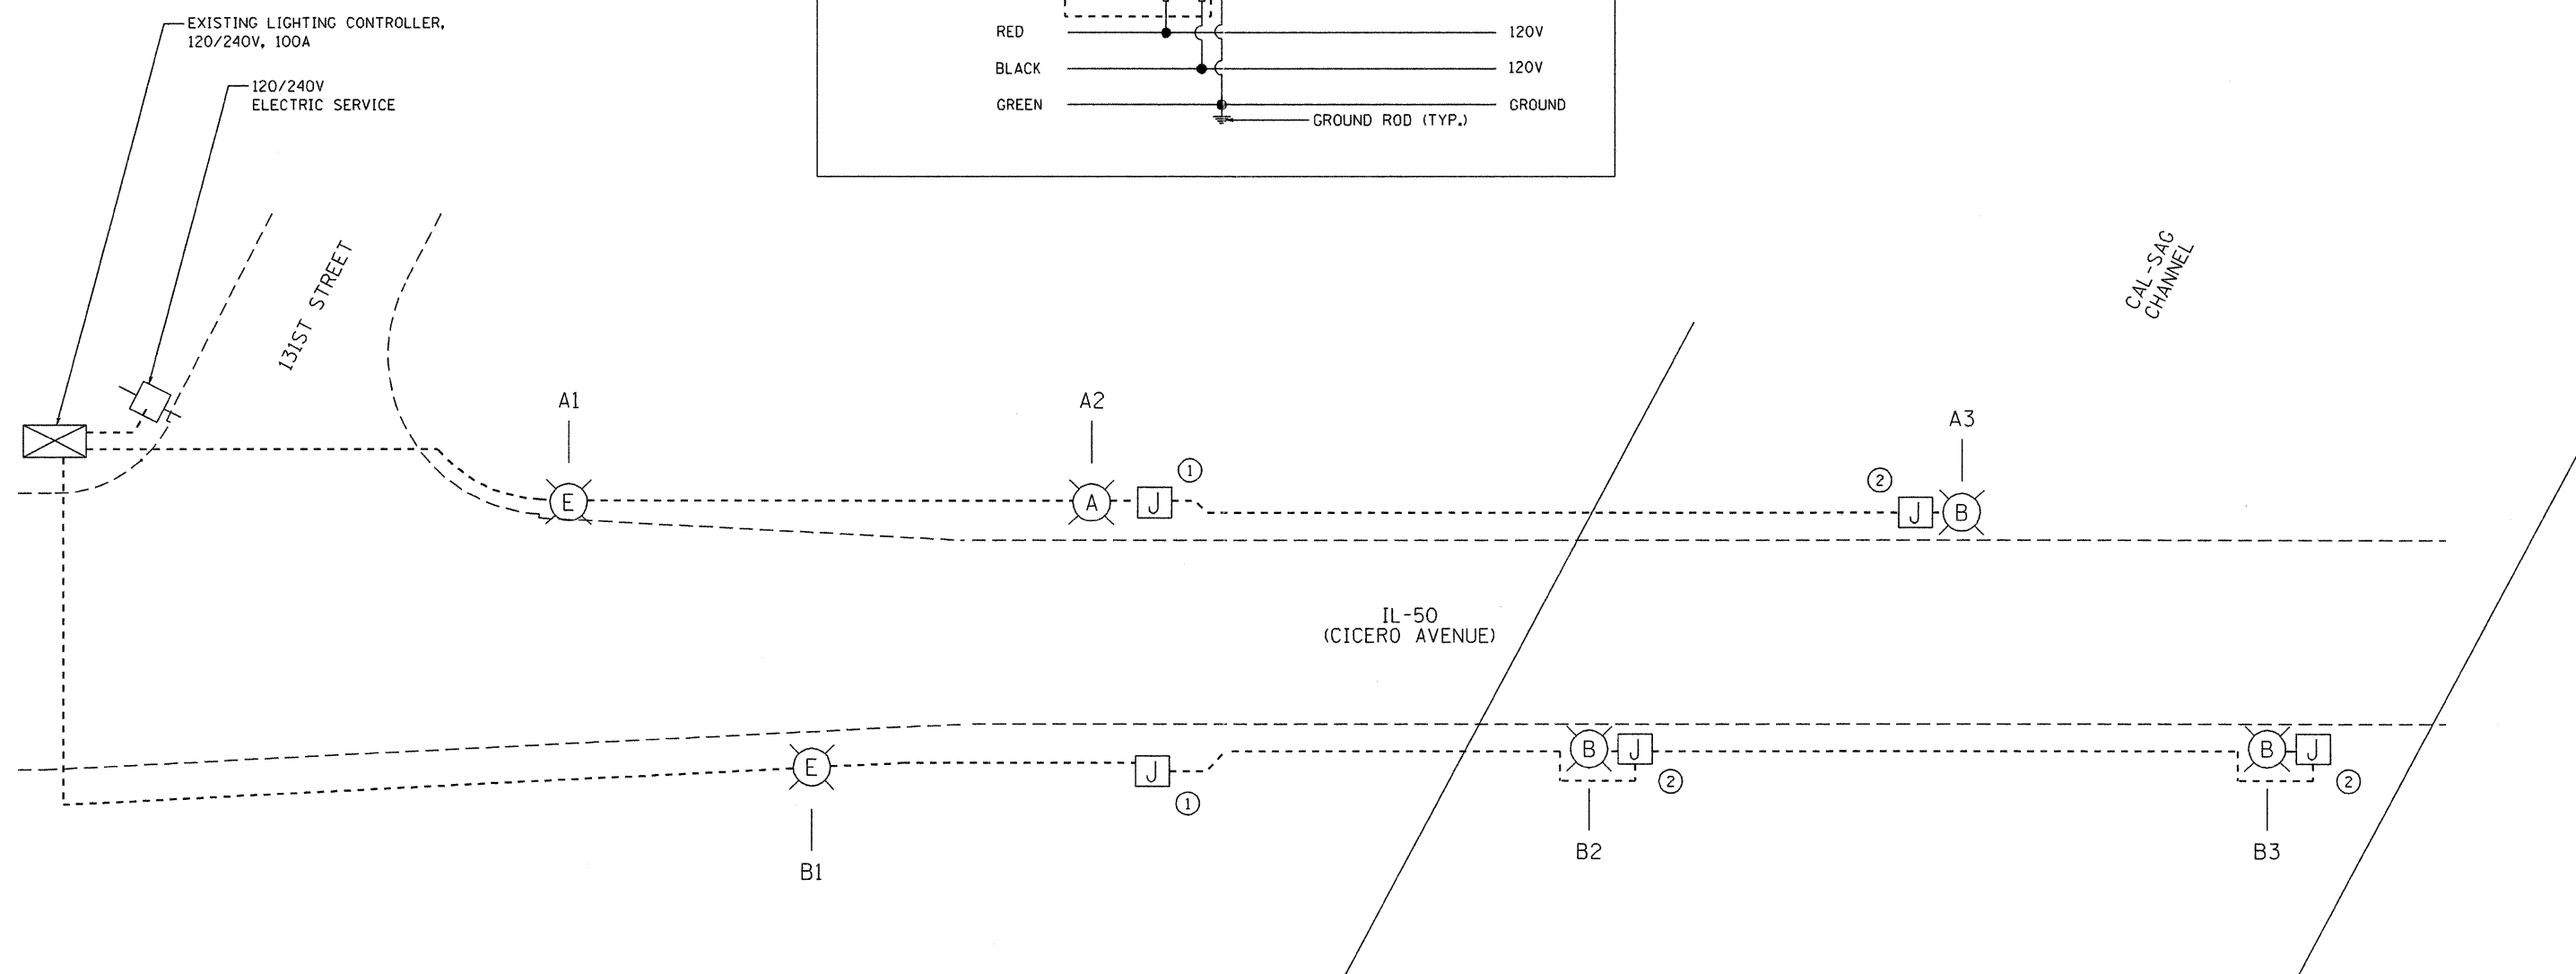 EXISTING LIGHTING CONTROLLER,
120/240V, 100A
120/240V
ELECTRIC SERVICE
RED 120V
BLACK 120V
GREEN GROUND
GROUND ROD (TYP.)
131ST STREET
CAL-SAG
CHANNEL
A1
A2
A3
1
2
E
A
J
J
B
IL-50
(CICERO AVENUE)
E
J
B
J
B
J
1
2
2
B1
B2
B3